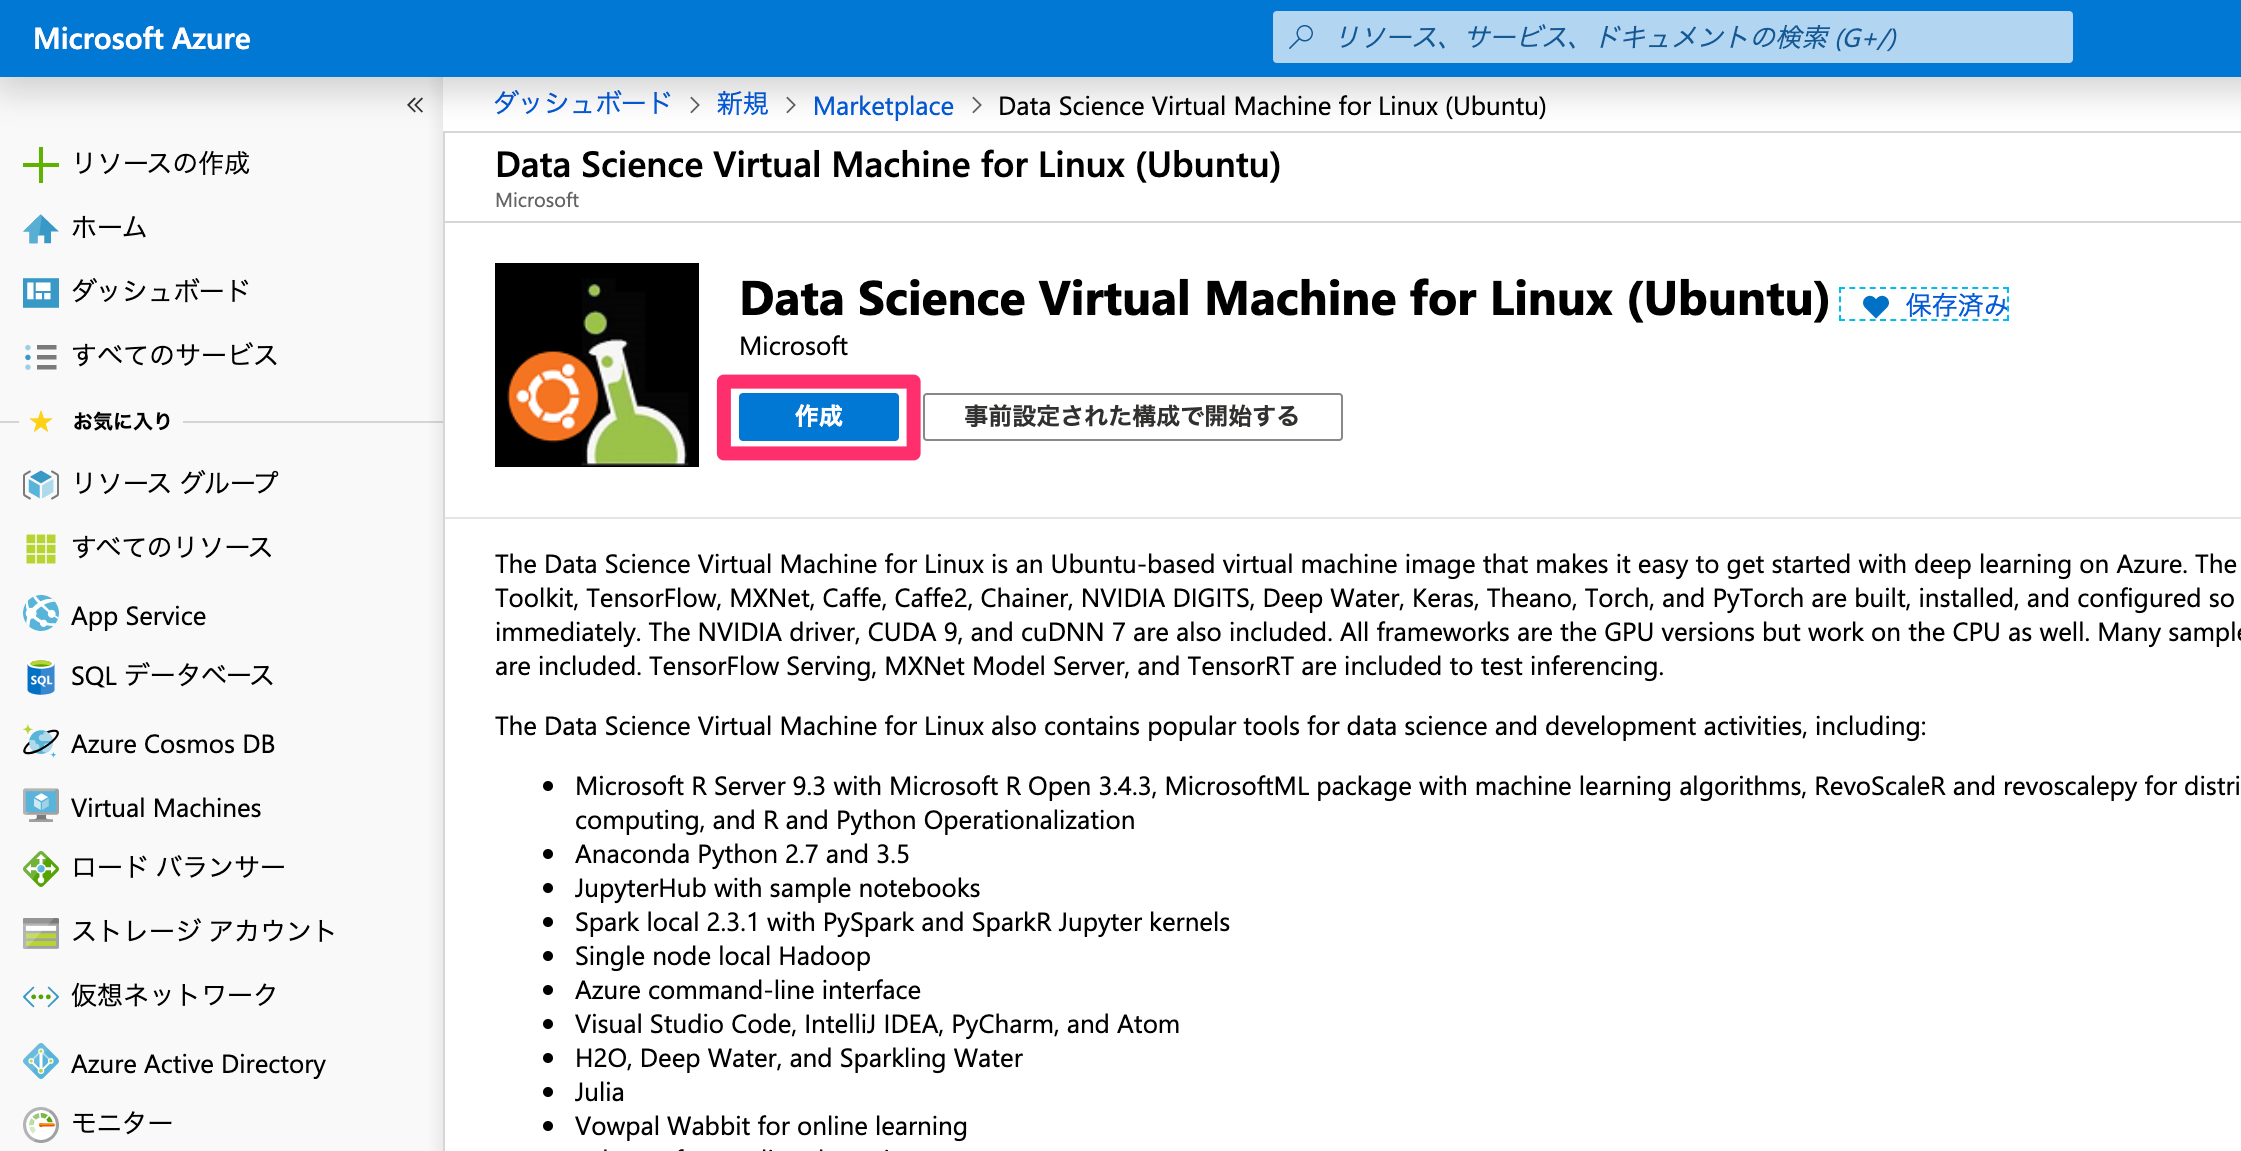 Microsoft Azure
リソース、サービス、ドキュメントの検索 (G+/)
«
リソースの作成
ホーム
ダッシュボード
すべてのサービス
お気に入り
リソース グループ
すべてのリソース
App Service
SQL データベース
Azure Cosmos DB
Virtual Machines
ロード バランサー
ストレージ アカウント
仮想ネットワーク
Azure Active Directory
モニター
ダッシュボード > 新規 > Marketplace > Data Science Virtual Machine for Linux (Ubuntu)
Data Science Virtual Machine for Linux (Ubuntu)
Microsoft
Data Science Virtual Machine for Linux (Ubuntu) 保存済み
Microsoft
作成 事前設定された構成で開始する
The Data Science Virtual Machine for Linux is an Ubuntu-based virtual machine image that makes it easy to get started with deep learning on Azure. The
Toolkit, TensorFlow, MXNet, Caffe, Caffe2, Chainer, NVIDIA DIGITS, Deep Water, Keras, Theano, Torch, and PyTorch are built, installed, and configured so
immediately. The NVIDIA driver, CUDA 9, and cuDNN 7 are also included. All frameworks are the GPU versions but work on the CPU as well. Many sample
are included. TensorFlow Serving, MXNet Model Server, and TensorRT are included to test inferencing.
The Data Science Virtual Machine for Linux also contains popular tools for data science and development activities, including:
• Microsoft R Server 9.3 with Microsoft R Open 3.4.3, MicrosoftML package with machine learning algorithms, RevoScaleR and revoscalepy for distri
computing, and R and Python Operationalization
• Anaconda Python 2.7 and 3.5
• JupyterHub with sample notebooks
• Spark local 2.3.1 with PySpark and SparkR Jupyter kernels
• Single node local Hadoop
• Azure command-line interface
• Visual Studio Code, IntelliJ IDEA, PyCharm, and Atom
• H2O, Deep Water, and Sparkling Water
• Julia
• Vowpal Wabbit for online learning